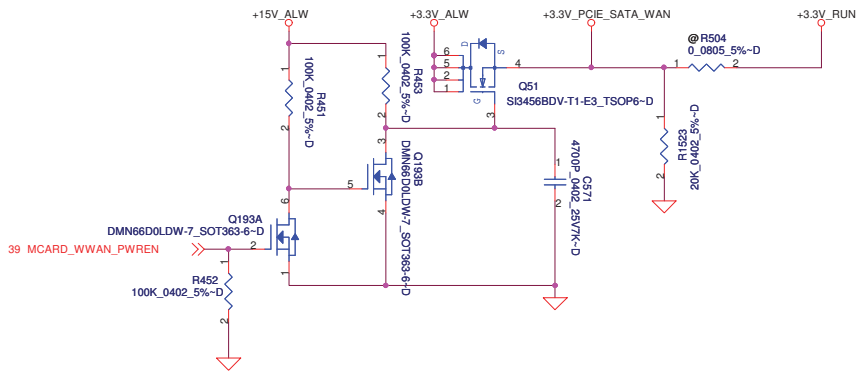 +15V_ALW
+3.3V_ALW
+3.3V_PCIE_SATA_WAN
+3.3V_RUN
@R504
0_0805_5%~D
1
2
R451
100K_0402_5%~D
1
2
R453
100K_0402_5%~D
1
2
6
5
2
1
D
S
G
4
3
Q51
SI3456BDV-T1-E3_TSOP6~D
R1523
20K_0402_5%~D
1
2
Q193B
DMN66D0LDW-7_SOT363-6~D
3
5
4
C571
4700P_0402_25V7K~D
1
2
Q193A
DMN66D0LDW-7_SOT363-6~D
6
2
1
39 MCARD_WWAN_PWREN
R452
100K_0402_5%~D
1
2